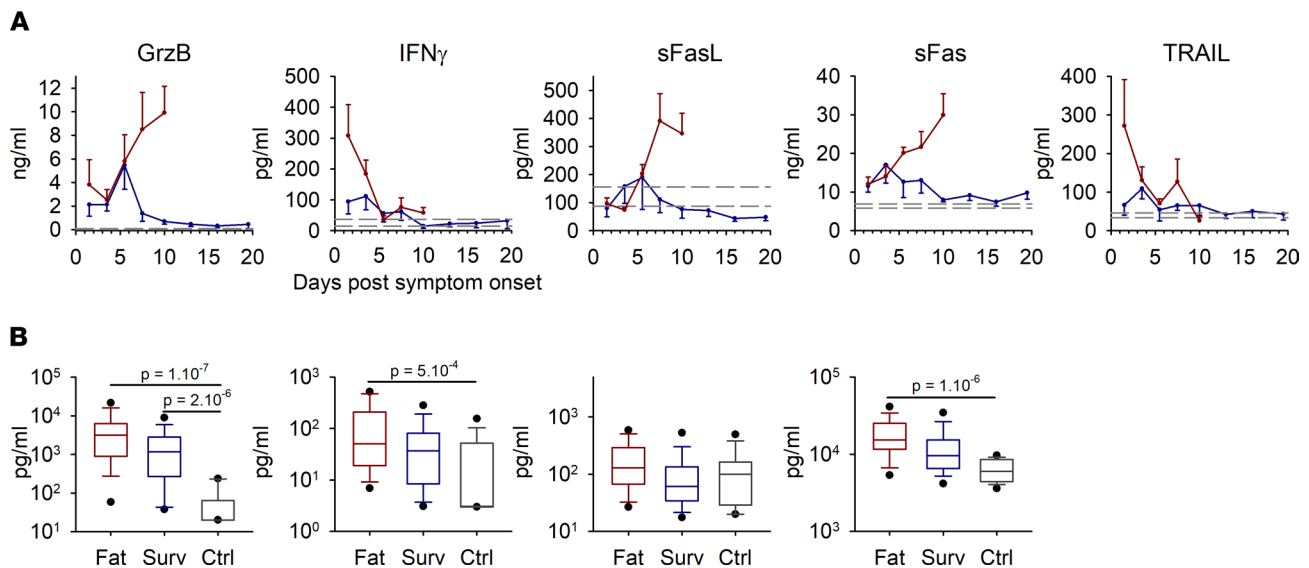 A
GrzB IFNγ sFasL sFas TRAIL
ng/ml
12
10
8
6
4
2
0
0 5 10 15 20
pg/ml
500
400
300
200
100
0
0 5 10 15 20
pg/ml
500
400
300
200
100
0
0 5 10 15 20
ng/ml
40
30
20
10
0
0 5 10 15 20
pg/ml
400
300
200
100
0
0 5 10 15 20
Days post symptom onset
B
pg/ml
10⁵
10⁴
10³
10²
10¹
p = 1.10⁻⁷
p = 2.10⁻⁶
Fat Surv Ctrl
pg/ml
10³
10²
10¹
10⁰
p = 5.10⁻⁴
Fat Surv Ctrl
pg/ml
10³
10²
10¹
Fat Surv Ctrl
pg/ml
10⁵
10⁴
10³
p = 1.10⁻⁶
Fat Surv Ctrl